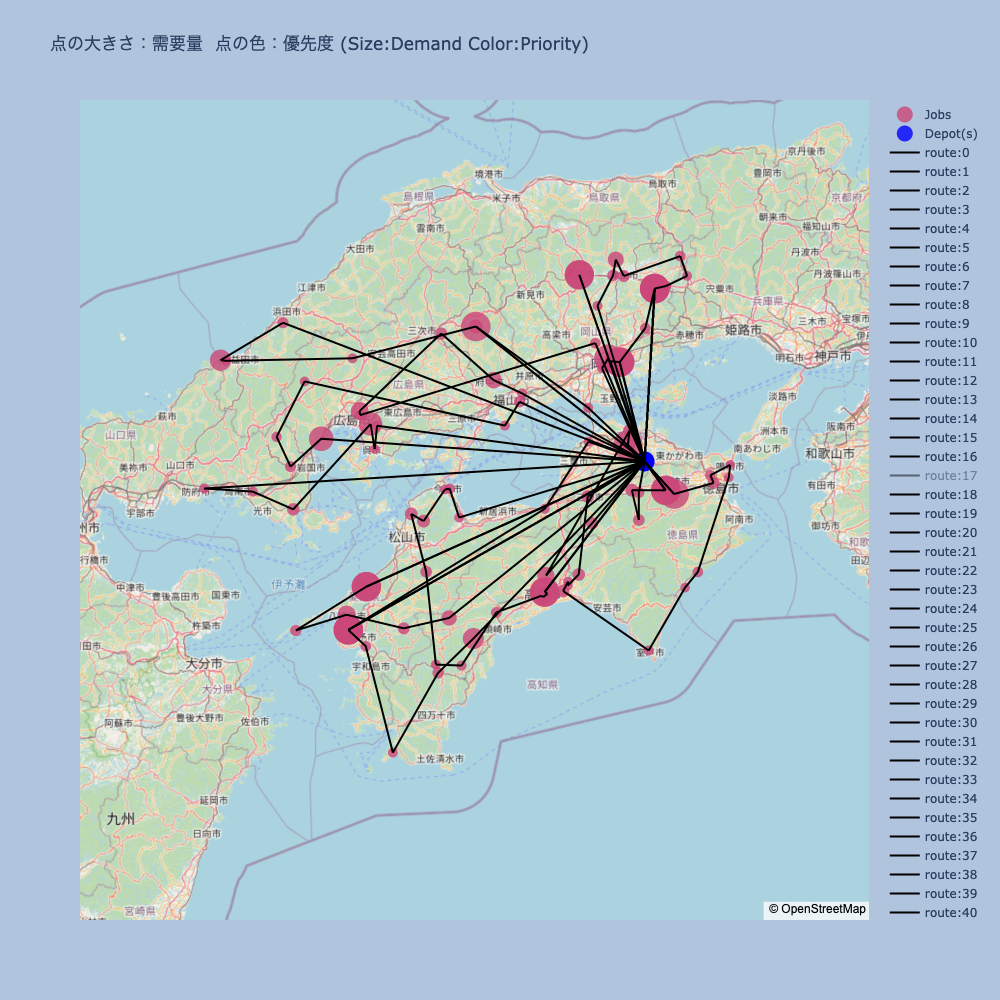 点の大きさ：需要量 点の色：優先度 (Size:Demand Color:Priority)
Jobs
Depot(s)
route:0
route:1
route:2
route:3
route:4
route:5
route:6
route:7
route:8
route:9
route:10
route:11
route:12
route:13
route:14
route:15
route:16
route:17
route:18
route:19
route:20
route:21
route:22
route:23
route:24
route:25
route:26
route:27
route:28
route:29
route:30
route:31
route:32
route:33
route:34
route:35
route:36
route:37
route:38
route:39
route:40
京丹後市
境港市
豊岡市
鳥取市
島根県
米子市
鳥取県
京都府
朝来市
雲南市
福知山市
大田市
丹波市
丹波篠山市
江津市
新見市
宍粟市
兵庫県
浜田市
三次市
高梁市
岡山県
赤穂市
姫路市
三木市
宝塚市
安芸高田市
明石市
神戸市
広島県
井原市
福山市
淡路市
萩市
広島
東広島市
三原市
洲本市
阪南市
山口県
東かがわ市
南あわじ市
和歌山市
美祢市
山口市
岩国市
防府市
宇部市
光市
新居浜市
徳島市
有田市
阿南市
御坊市
松山市
徳島県
行橋市
中津市
豊後高田市
国東市
伊予灘
安芸市
杵築市
須崎市
大分市
宇和島市
高知県
大分県
四万十市
阿蘇市
豊後大野市
佐伯市
土佐清水市
延岡市
九州
日向市
宮崎県
© OpenStreetMap